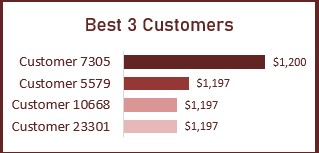 Best 3 Customers
Customer 7305 $1,200
Customer 5579 $1,197
Customer 10668 $1,197
Customer 23301 $1,197